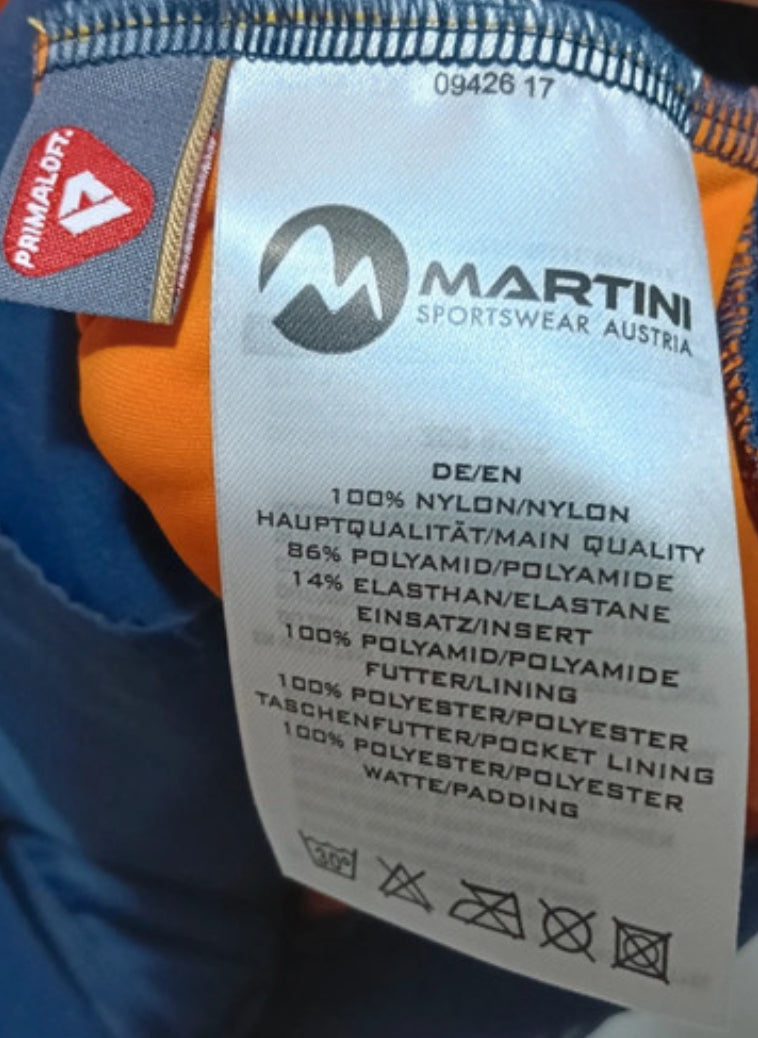 PRIMALOFT.
09426 17
MARTINI
SPORTSWEAR AUSTRIA
DE/EN
100% NYLON/NYLON
HAUPTQUALITÄT/MAIN QUALITY
86% POLYAMID/POLYAMIDE
14% ELASTHAN/ELASTANE
EINSATZ/INSERT
100% POLYAMID/POLYAMIDE
FUTTER/LINING
100% POLYESTER/POLYESTER
TASCHENFUTTER/POCKET LINING
100% POLYESTER/POLYESTER
WATTE/PADDING
30°